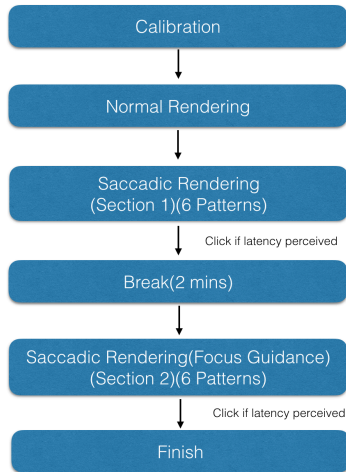 Calibration
Normal Rendering
Saccadic Rendering
(Section 1)(6 Patterns)
Click if latency perceived
Break(2 mins)
Saccadic Rendering(Focus Guidance)
(Section 2)(6 Patterns)
Click if latency perceived
Finish